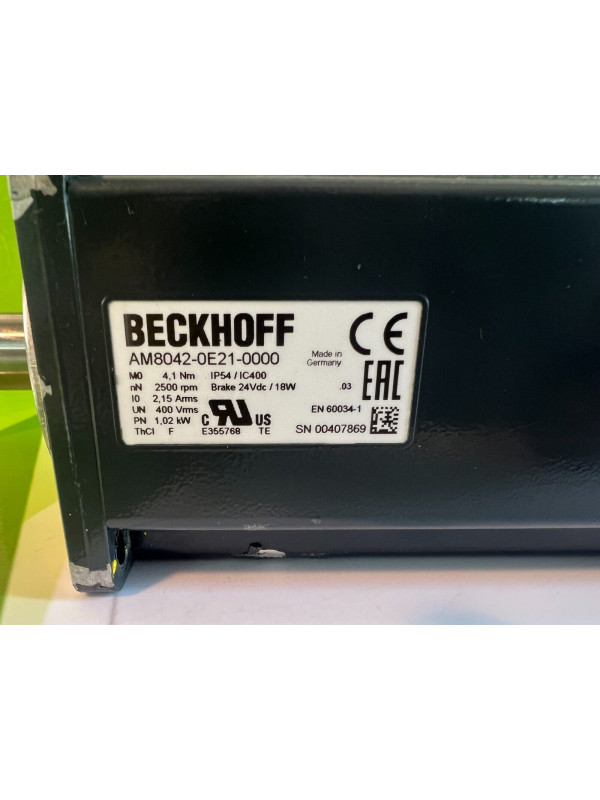 BECKHOFF
CE
AM8042-0E21-0000
Made in
Germany
M0 4,1 Nm IP54 / IC400
nN 2500 rpm Brake 24Vdc / 18W .03
EAC
I0 2,15 Arms
UN 400 Vrms
EN 60034-1
PN 1,02 kW
C RU US
ThCl F E355768 TE SN 00407869